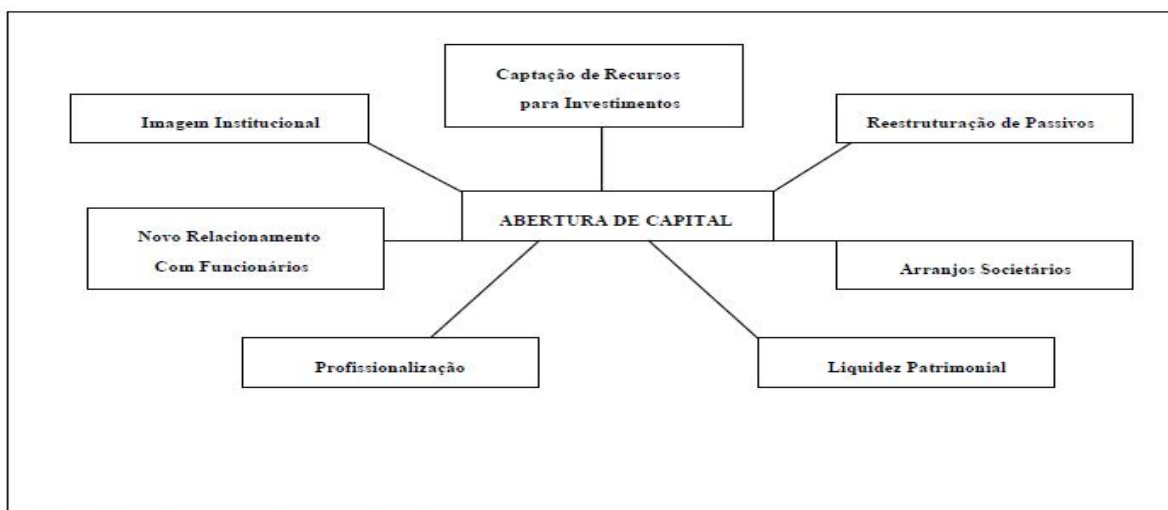 Captação de Recursos
para Investimentos
Imagem Institucional
Reestruturação de Passivos
ABERTURA DE CAPITAL
Novo Relacionamento
Com Funcionários
Arranjos Societários
Profissionalização
Liquidez Patrimonial